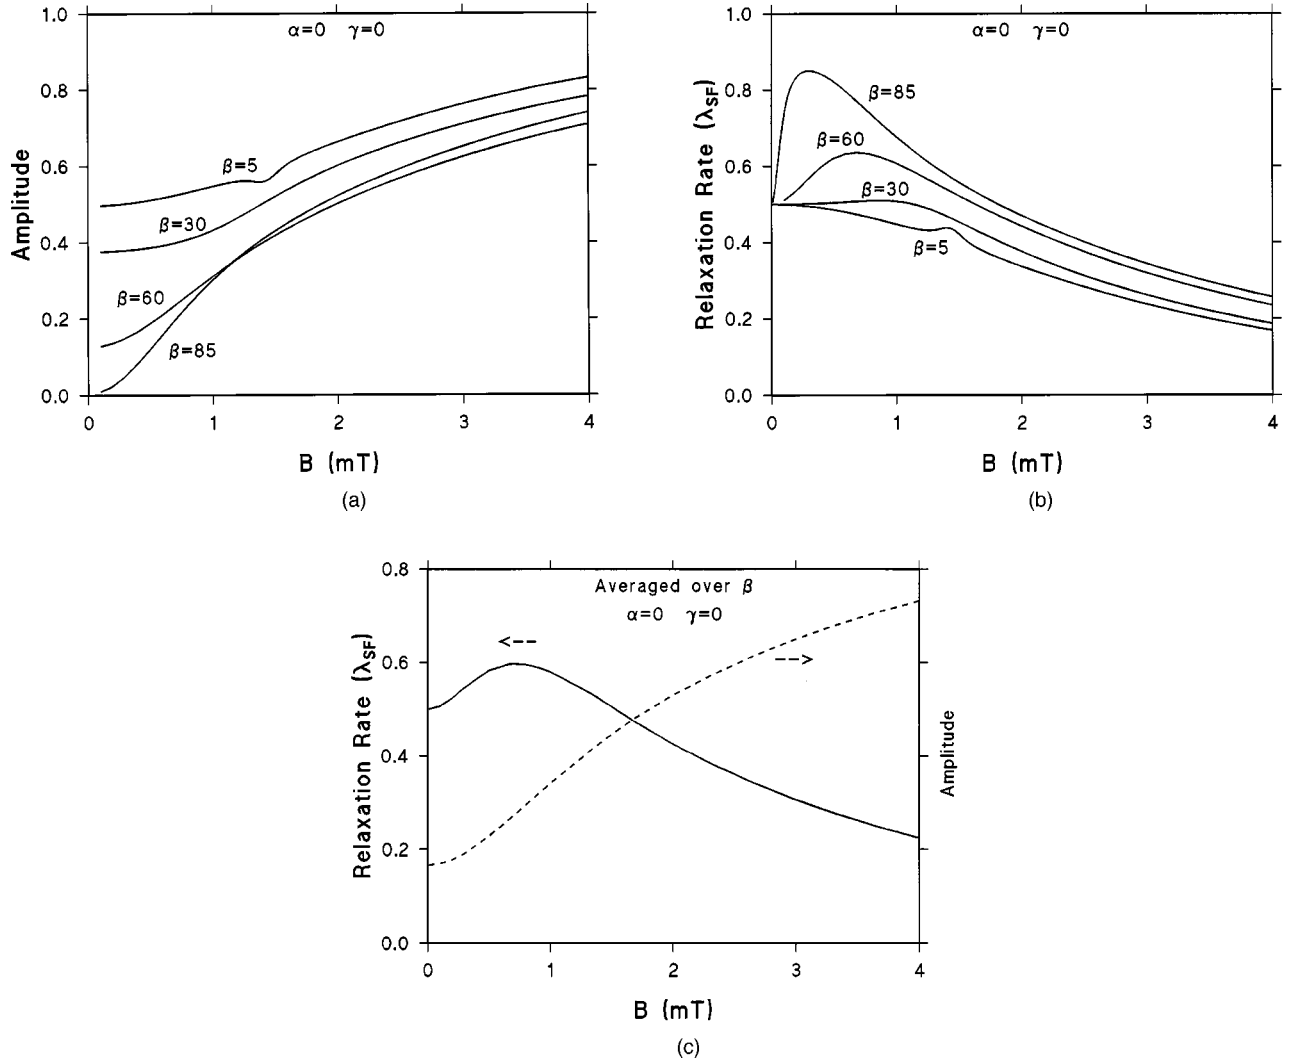 α=0 γ=0
1.0
0.8
0.6
0.4
0.2
0.0
Amplitude
β=5
β=30
β=60
β=85
0 1 2 3 4
B (mT)
(a)
α=0 γ=0
1.0
0.8
0.6
0.4
0.2
0.0
Relaxation Rate (λSF)
β=85
β=60
β=30
β=5
0 1 2 3 4
B (mT)
(b)
Averaged over β
α=0 γ=0
0.8
0.6
0.4
0.2
0.0
Relaxation Rate (λSF)
Amplitude
0 1 2 3 4
B (mT)
(c)